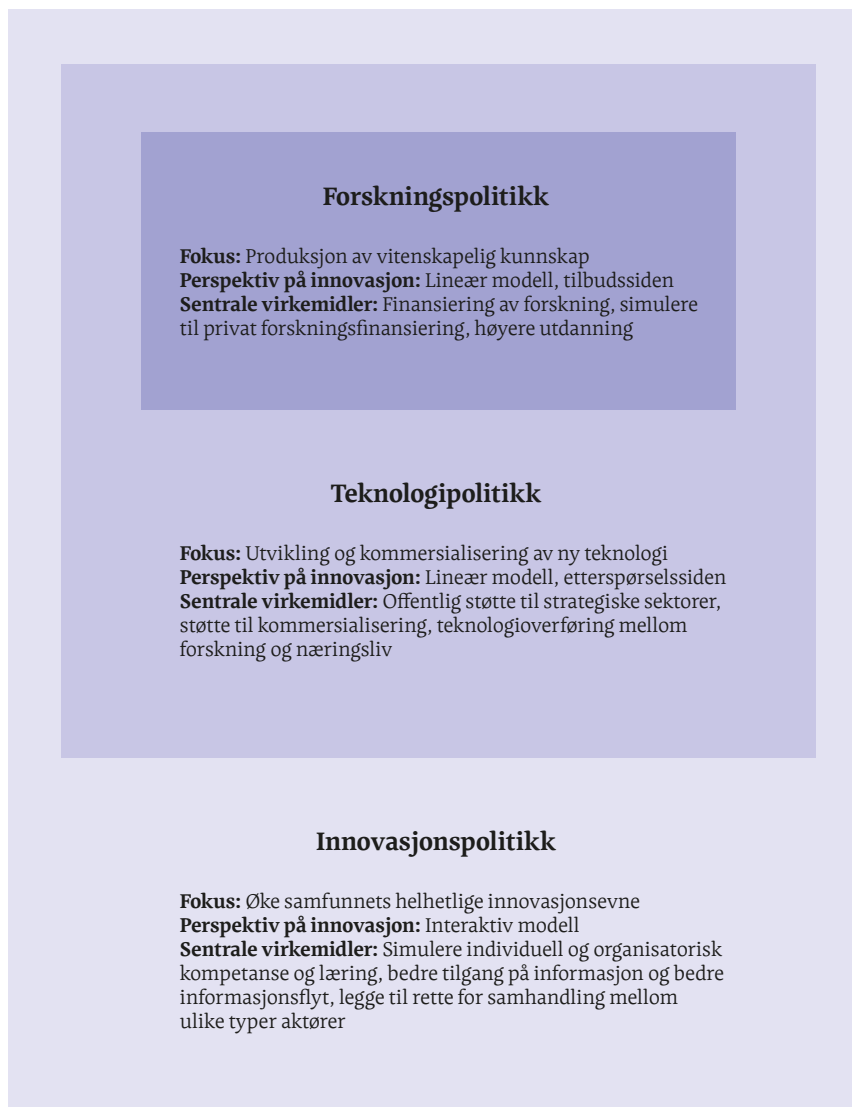 Forskningspolitikk
Fokus: Produksjon av vitenskapelig kunnskap
Perspektiv på innovasjon: Lineær modell, tilbudssiden
Sentrale virkemidler: Finansiering av forskning, simulere
til privat forskningsfinansiering, høyere utdanning
Teknologipolitikk
Fokus: Utvikling og kommersialisering av ny teknologi
Perspektiv på innovasjon: Lineær modell, etterspørselssiden
Sentrale virkemidler: Offentlig støtte til strategiske sektorer,
støtte til kommersialisering, teknologioverføring mellom
forskning og næringsliv
Innovasjonspolitikk
Fokus: Øke samfunnets helhetlige innovasjonsevne
Perspektiv på innovasjon: Interaktiv modell
Sentrale virkemidler: Simulere individuell og organisatorisk
kompetanse og læring, bedre tilgang på informasjon og bedre
informasjonsflyt, legge til rette for samhandling mellom
ulike typer aktører